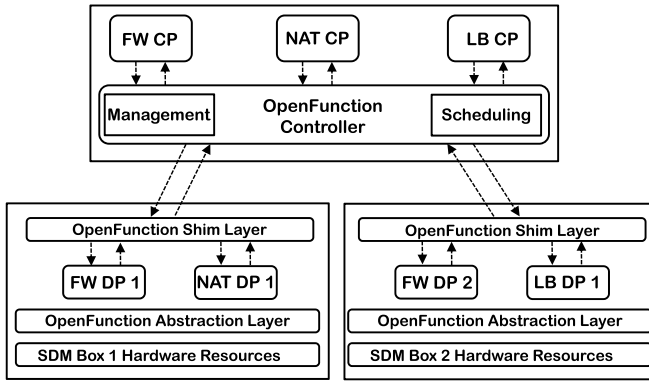 FW CP
NAT CP
LB CP
Management
OpenFunction
Controller
Scheduling
OpenFunction Shim Layer
FW DP 1
NAT DP 1
OpenFunction Abstraction Layer
SDM Box 1 Hardware Resources
OpenFunction Shim Layer
FW DP 2
LB DP 1
OpenFunction Abstraction Layer
SDM Box 2 Hardware Resources